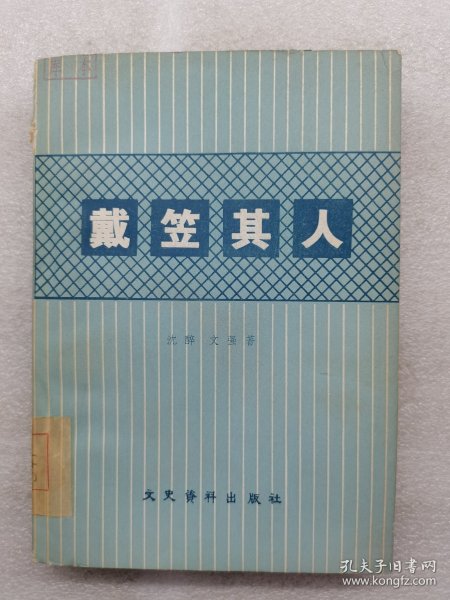 戴笠其人
沈醉 文强著
文史资料出版社
孔夫子旧书网
www.kongfz.com